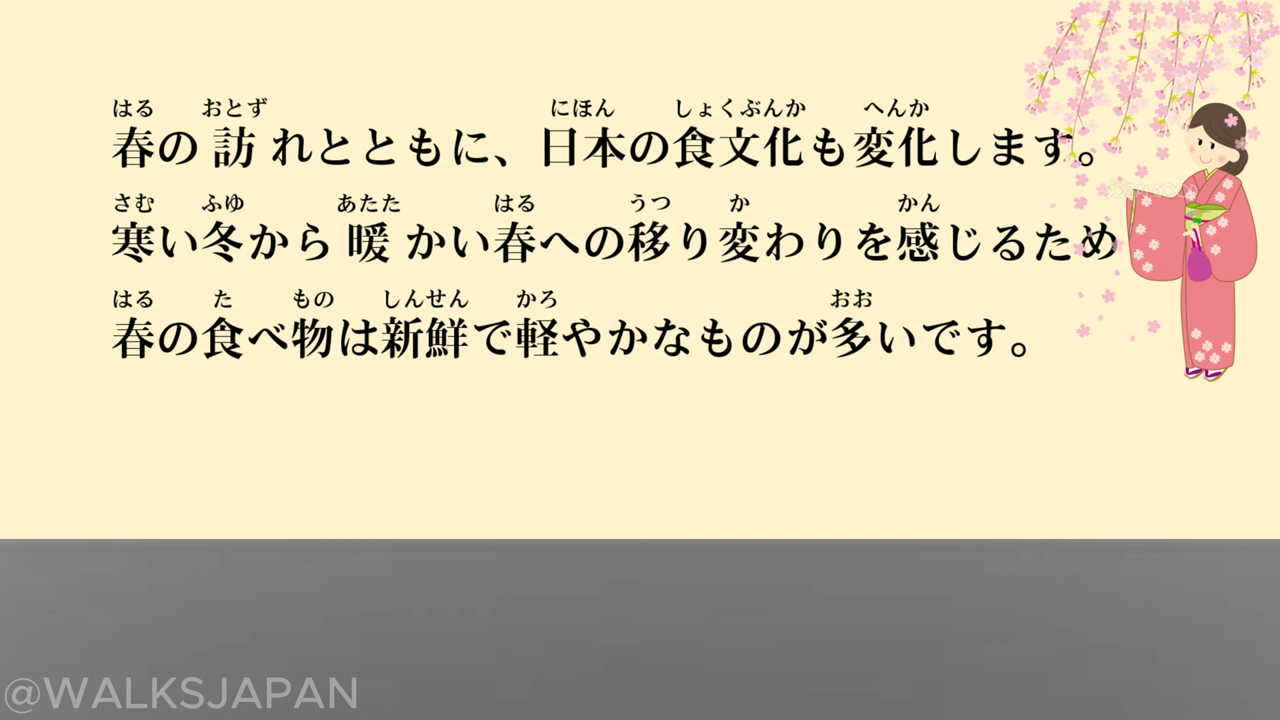 はる おとず にほん しょくぶんか へんか
春の訪れとともに、日本の食文化も変化します。
さむ ふゆ あたた はる うつ か かん
寒い冬から暖かい春への移り変わりを感じるため
はる た もの しんせん かろ おお
春の食べ物は新鮮で軽やかなものが多いです。
@WALKSJAPAN